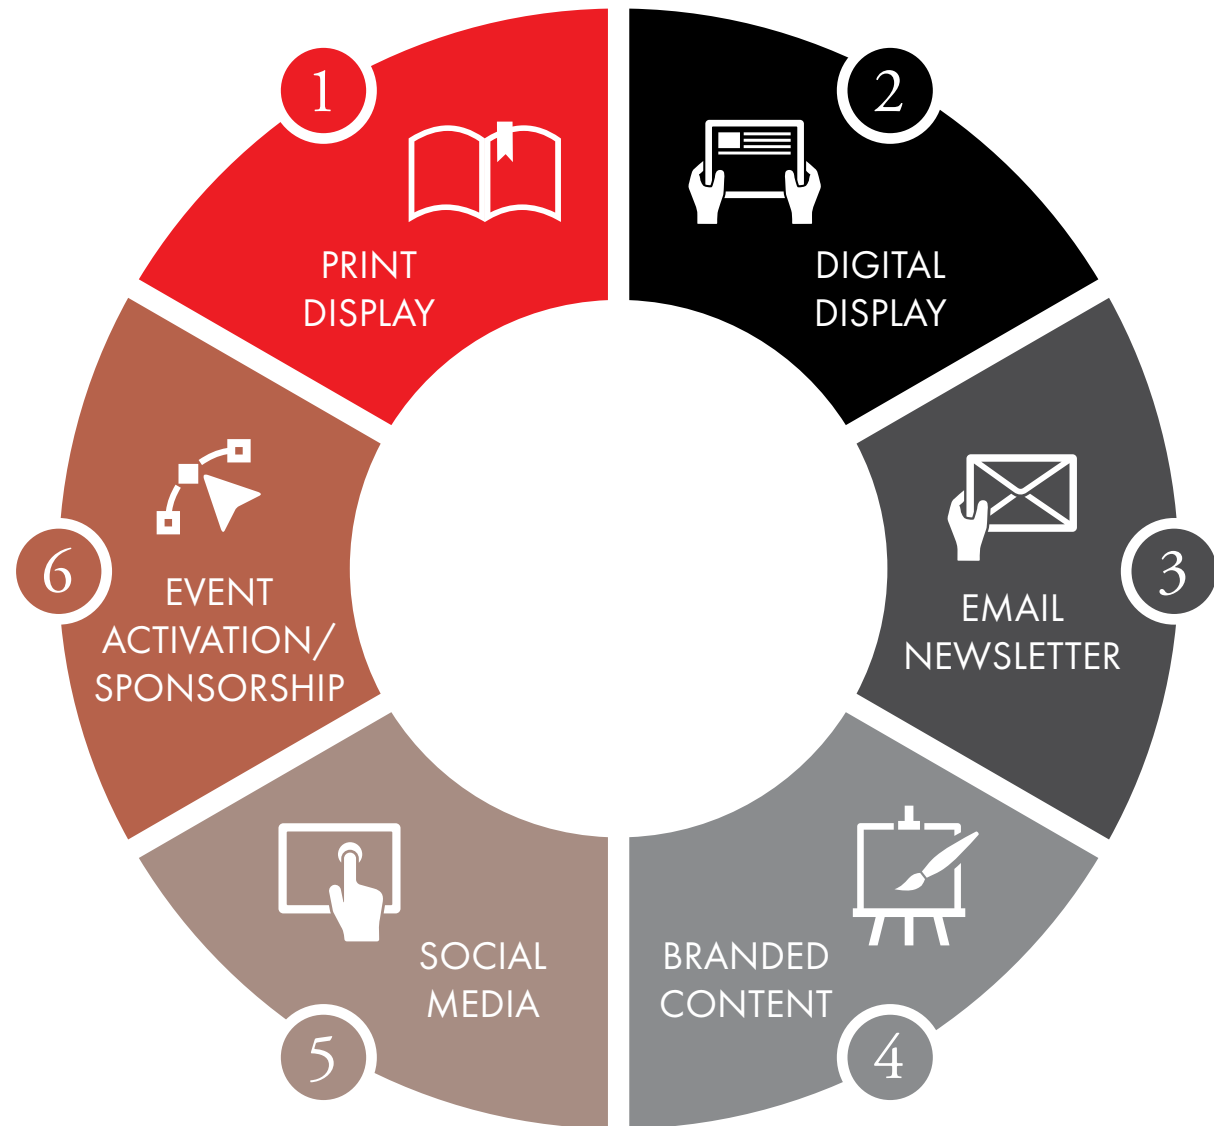 1
PRINT
DISPLAY
2
DIGITAL
DISPLAY
3
EMAIL
NEWSLETTER
4
BRANDED
CONTENT
5
SOCIAL
MEDIA
6
EVENT
ACTIVATION/
SPONSORSHIP